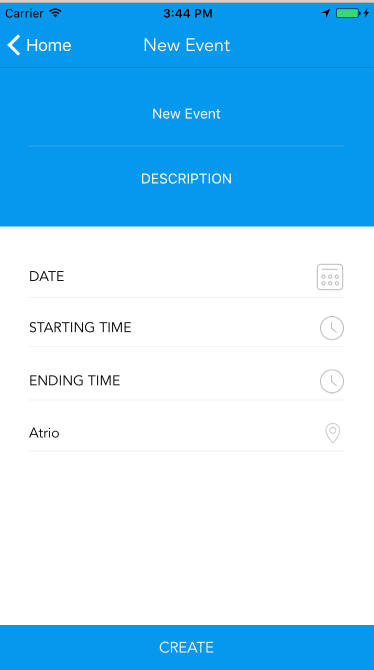 Carrier 3:44 PM
Home New Event
New Event
DESCRIPTION
DATE
STARTING TIME
ENDING TIME
Atrio
CREATE